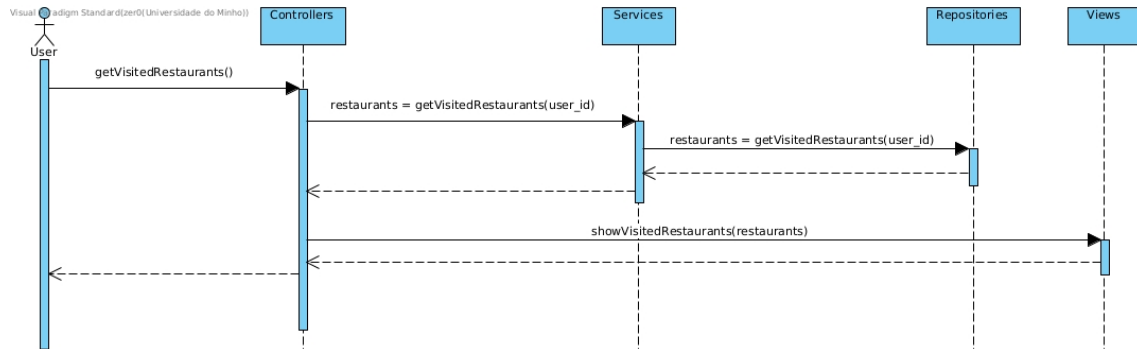 Visual Paradigm Standard(zer0(Universidade do Minho))
Controllers
Services
Repositories
Views
User
getVisitedRestaurants()
restaurants = getVisitedRestaurants(user_id)
restaurants = getVisitedRestaurants(user_id)
showVisitedRestaurants(restaurants)